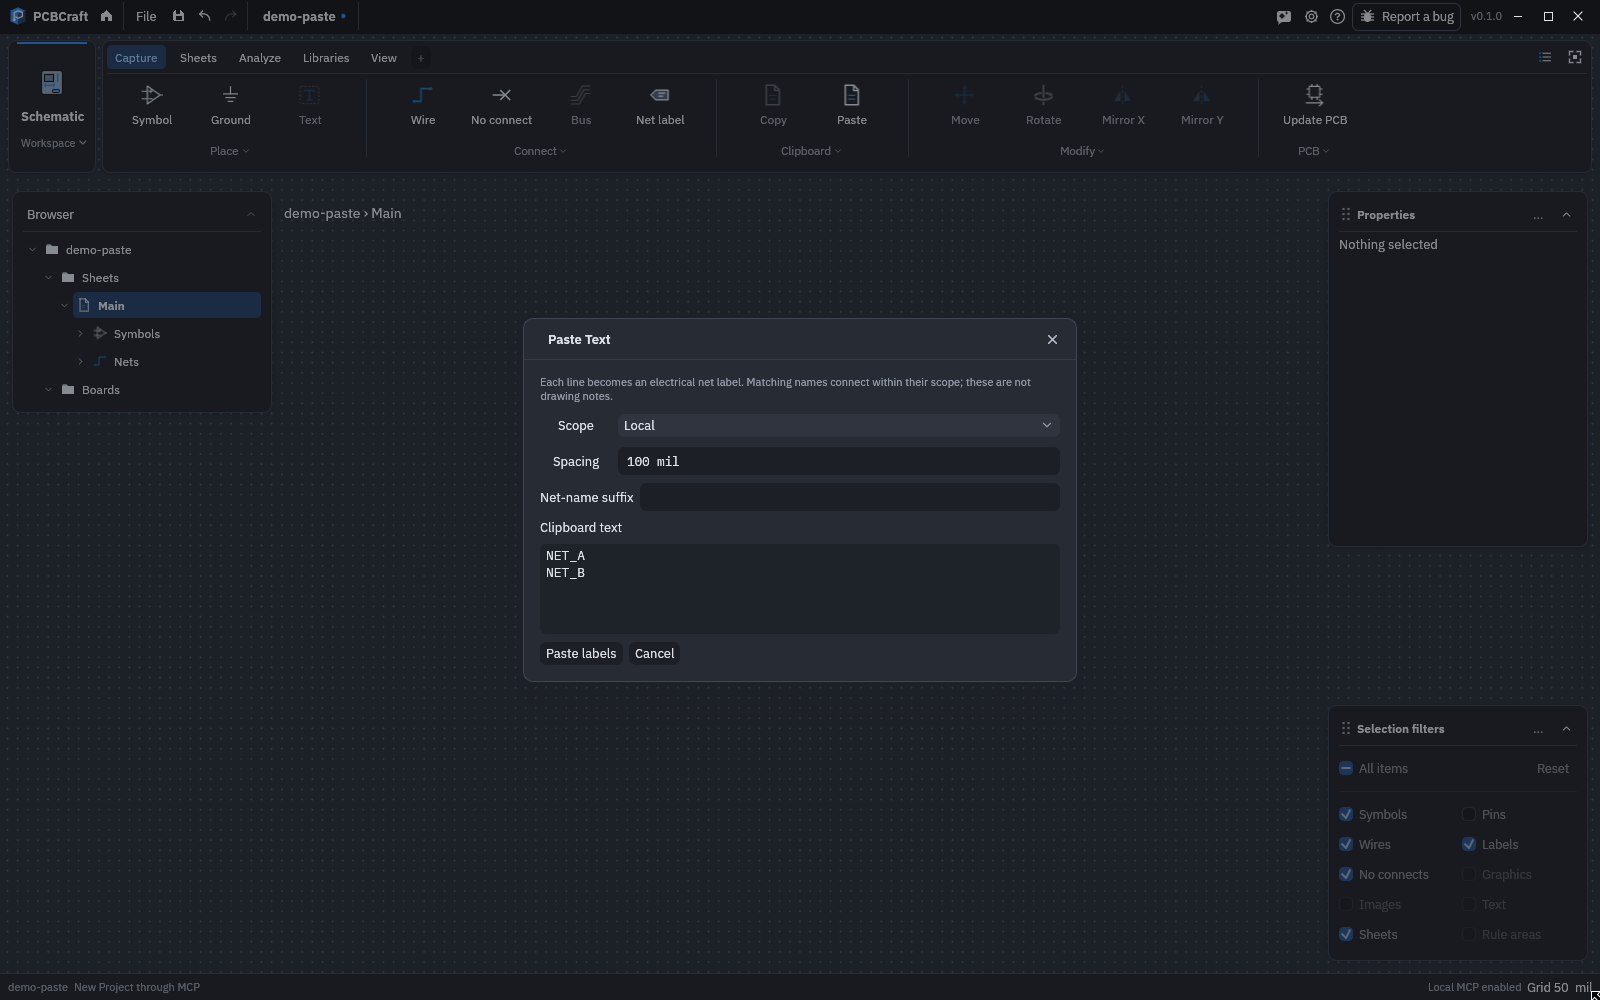 PCBCraft File demo-paste Report a bug v0.1.0
Capture Sheets Analyze Libraries View +
Schematic
Workspace
Symbol Ground Text Wire No connect Bus Net label Copy Paste Move Rotate Mirror X Mirror Y Update PCB
Place Connect Clipboard Modify PCB
Browser
demo-paste
Sheets
Main
Symbols
Nets
Boards
demo-paste › Main
Properties ...
Nothing selected
Paste Text
Each line becomes an electrical net label. Matching names connect within their scope; these are not
drawing notes.
Scope Local
Spacing 100 mil
Net-name suffix
Clipboard text
NET_A
NET_B
Paste labels Cancel
Selection filters ...
All items Reset
Symbols Pins
Wires Labels
No connects Graphics
Images Text
Sheets Rule areas
demo-paste New Project through MCP Local MCP enabled Grid 50 mil